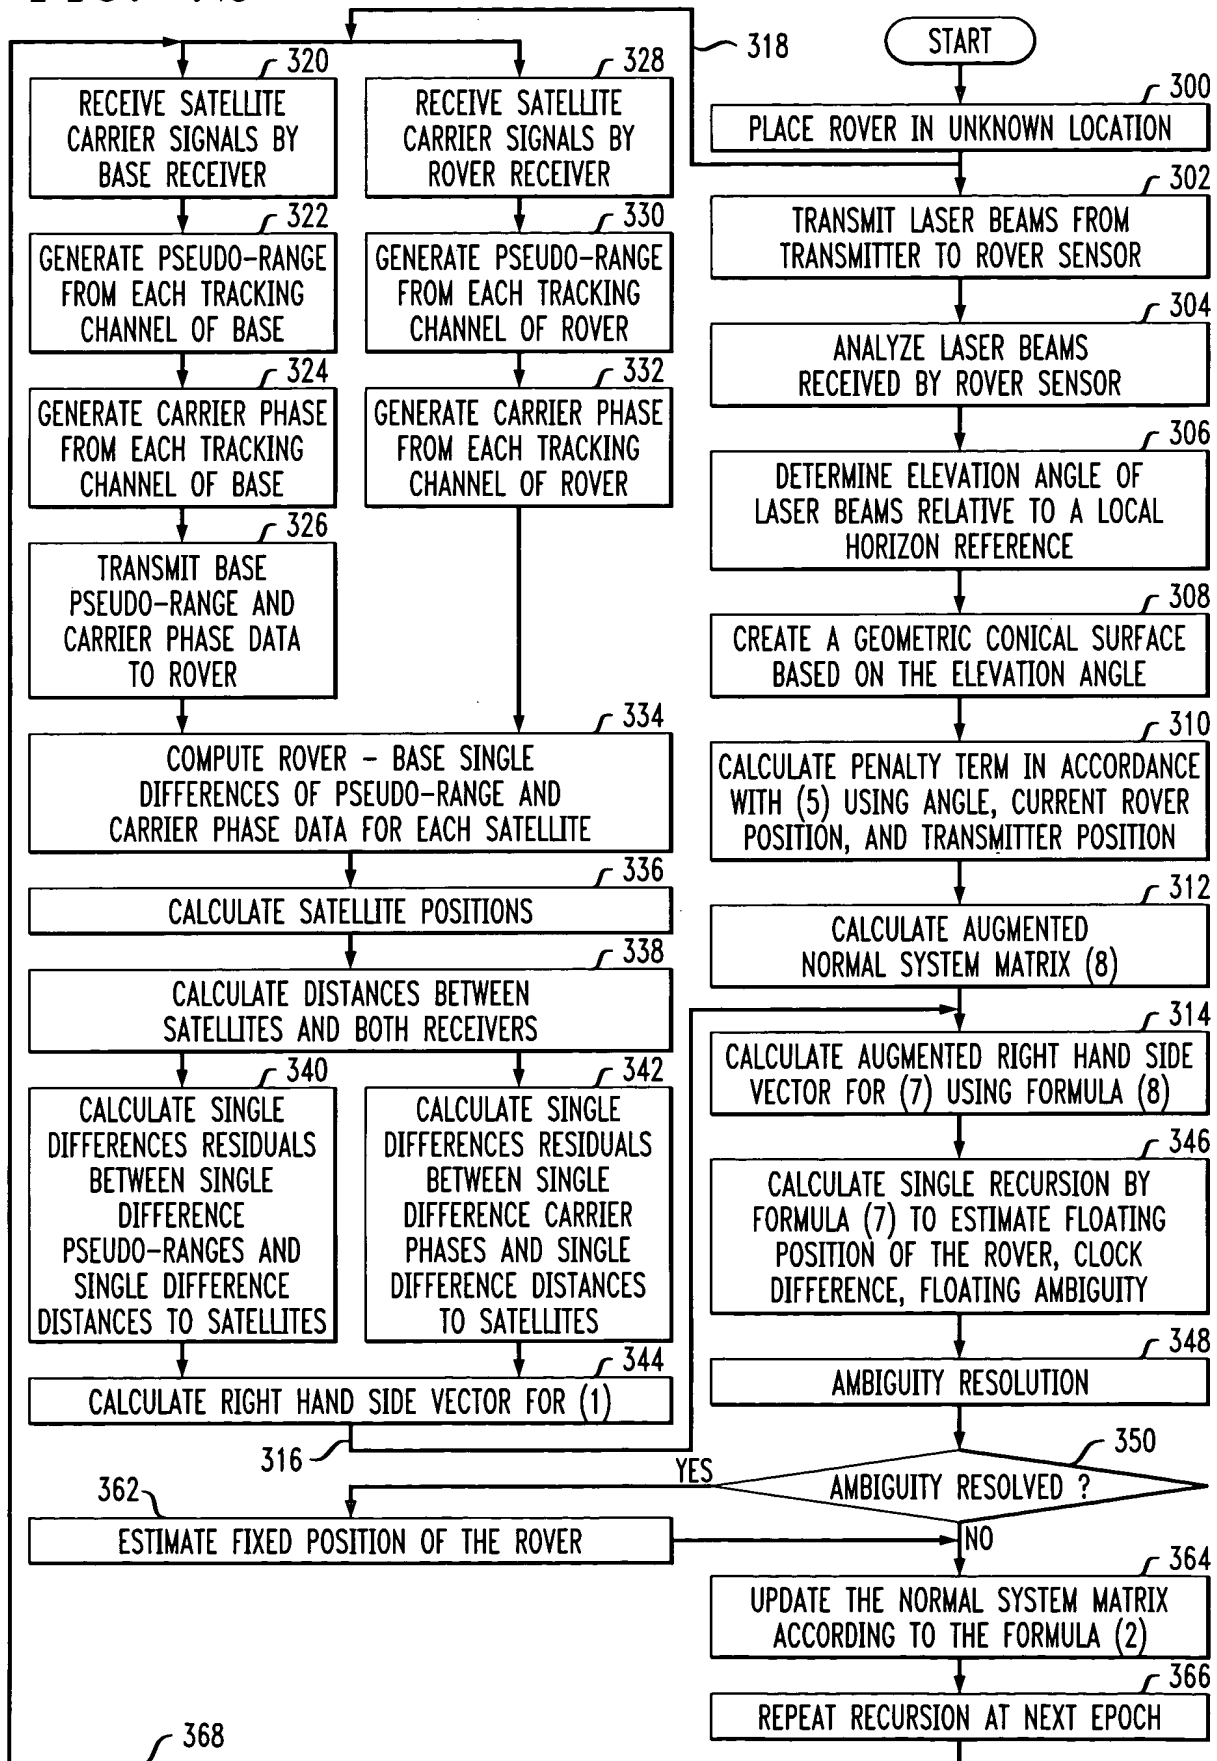 START
300
PLACE ROVER IN UNKNOWN LOCATION
318
302
TRANSMIT LASER BEAMS FROM
TRANSMITTER TO ROVER SENSOR
304
ANALYZE LASER BEAMS
RECEIVED BY ROVER SENSOR
306
DETERMINE ELEVATION ANGLE OF
LASER BEAMS RELATIVE TO A LOCAL
HORIZON REFERENCE
308
CREATE A GEOMETRIC CONICAL SURFACE
BASED ON THE ELEVATION ANGLE
310
CALCULATE PENALTY TERM IN ACCORDANCE
WITH (5) USING ANGLE, CURRENT ROVER
POSITION, AND TRANSMITTER POSITION
312
CALCULATE AUGMENTED
NORMAL SYSTEM MATRIX (8)
320
RECEIVE SATELLITE
CARRIER SIGNALS BY
BASE RECEIVER
322
GENERATE PSEUDO-RANGE
FROM EACH TRACKING
CHANNEL OF BASE
324
GENERATE CARRIER PHASE
FROM EACH TRACKING
CHANNEL OF BASE
326
TRANSMIT BASE
PSEUDO-RANGE AND
CARRIER PHASE DATA
TO ROVER
328
RECEIVE SATELLITE
CARRIER SIGNALS BY
ROVER RECEIVER
330
GENERATE PSEUDO-RANGE
FROM EACH TRACKING
CHANNEL OF ROVER
332
GENERATE CARRIER PHASE
FROM EACH TRACKING
CHANNEL OF ROVER
334
COMPUTE ROVER - BASE SINGLE
DIFFERENCES OF PSEUDO-RANGE AND
CARRIER PHASE DATA FOR EACH SATELLITE
336
CALCULATE SATELLITE POSITIONS
338
CALCULATE DISTANCES BETWEEN
SATELLITES AND BOTH RECEIVERS
340
CALCULATE SINGLE
DIFFERENCES RESIDUALS
BETWEEN SINGLE
DIFFERENCE
PSEUDO-RANGES AND
SINGLE DIFFERENCE
DISTANCES TO SATELLITES
342
CALCULATE SINGLE
DIFFERENCES RESIDUALS
BETWEEN SINGLE
DIFFERENCE CARRIER
PHASES AND SINGLE
DIFFERENCE DISTANCES
TO SATELLITES
344
CALCULATE RIGHT HAND SIDE VECTOR FOR (1)
316
314
CALCULATE AUGMENTED RIGHT HAND SIDE
VECTOR FOR (7) USING FORMULA (8)
346
CALCULATE SINGLE RECURSION BY
FORMULA (7) TO ESTIMATE FLOATING
POSITION OF THE ROVER, CLOCK
DIFFERENCE, FLOATING AMBIGUITY
348
AMBIGUITY RESOLUTION
350
AMBIGUITY RESOLVED ?
YES
NO
362
ESTIMATE FIXED POSITION OF THE ROVER
364
UPDATE THE NORMAL SYSTEM MATRIX
ACCORDING TO THE FORMULA (2)
366
REPEAT RECURSION AT NEXT EPOCH
368